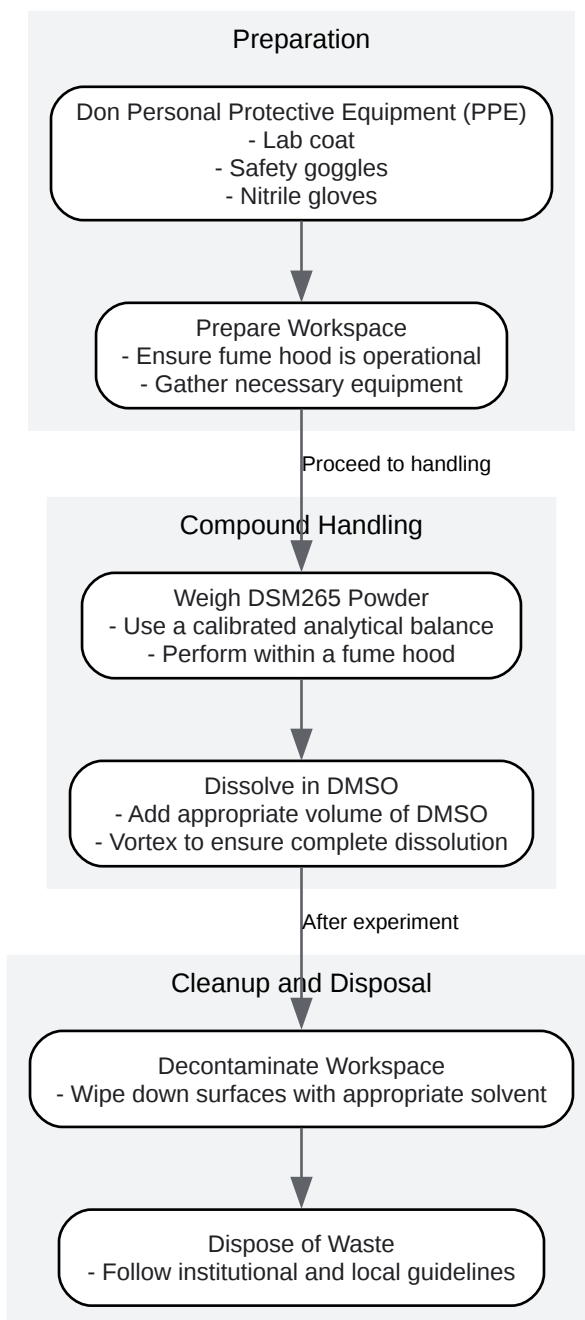 Preparation
Don Personal Protective Equipment (PPE)
- Lab coat
- Safety goggles
- Nitrile gloves
Prepare Workspace
- Ensure fume hood is operational
- Gather necessary equipment
Proceed to handling
Compound Handling
Weigh DSM265 Powder
- Use a calibrated analytical balance
- Perform within a fume hood
Dissolve in DMSO
- Add appropriate volume of DMSO
- Vortex to ensure complete dissolution
After experiment
Cleanup and Disposal
Decontaminate Workspace
- Wipe down surfaces with appropriate solvent
Dispose of Waste
- Follow institutional and local guidelines